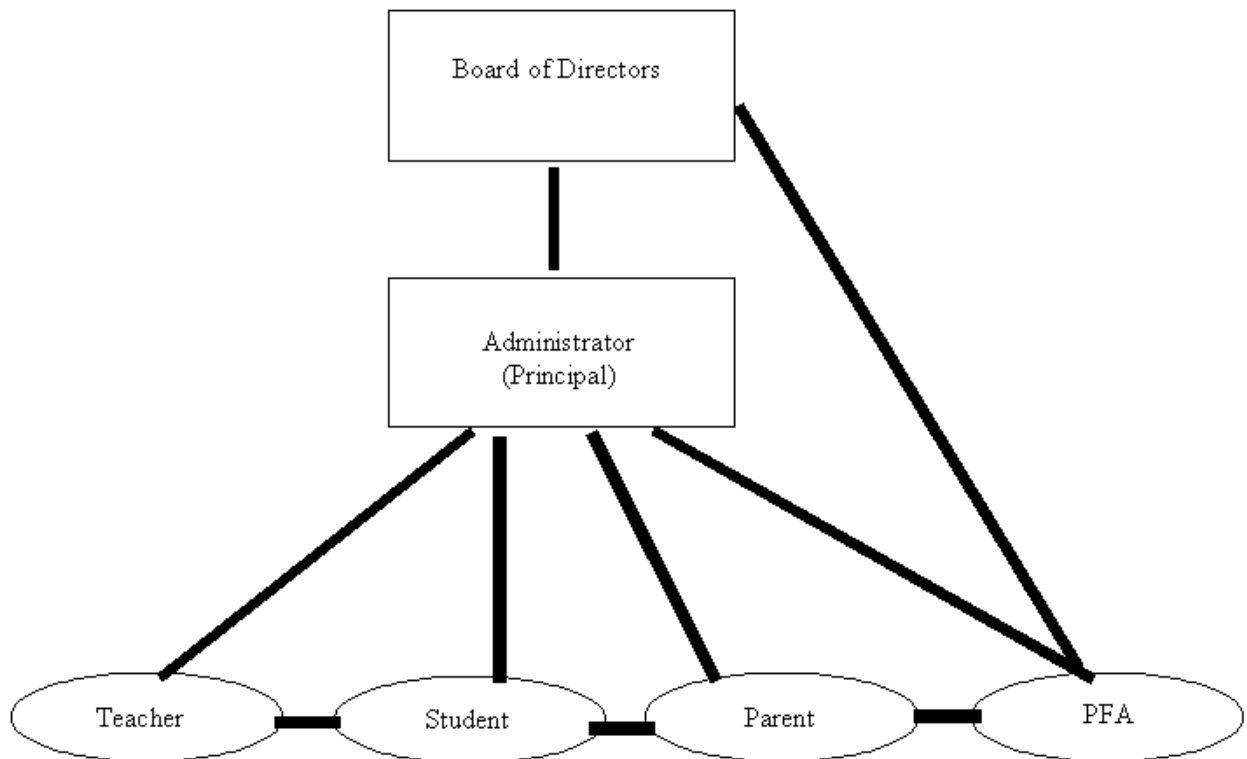 Board of Directors
Administrator
(Principal)
Teacher
Student
Parent
PFA